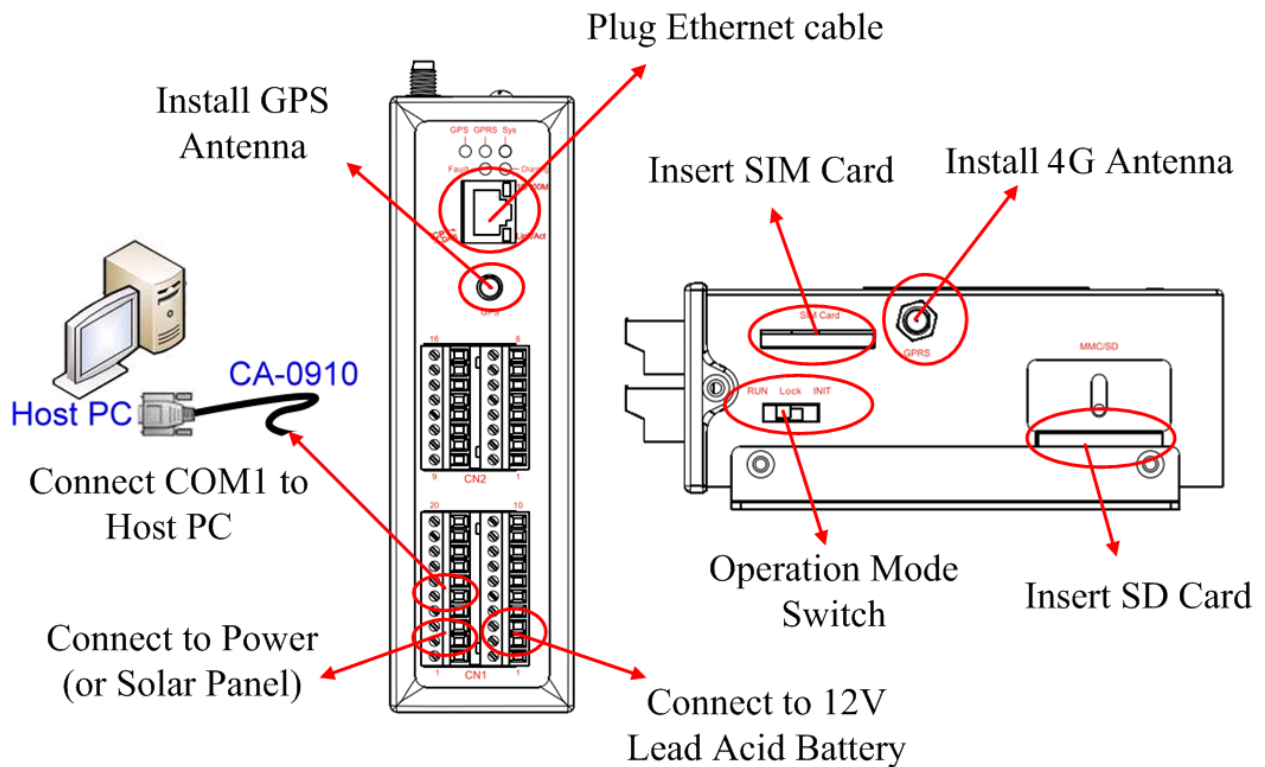 Plug Ethernet cable
Install GPS
Antenna
Insert SIM Card
Install 4G Antenna
GPS GPRS Sys
Fault
Link/Act
GPS
16 8
9 CN2 1
20 10
1 CN1 1
CA-0910
Host PC
Connect COM1 to
Host PC
Connect to Power
(or Solar Panel)
Connect to 12V
Lead Acid Battery
SIM Card
GPRS
MMC/SD
RUN Lock INIT
Operation Mode
Switch
Insert SD Card